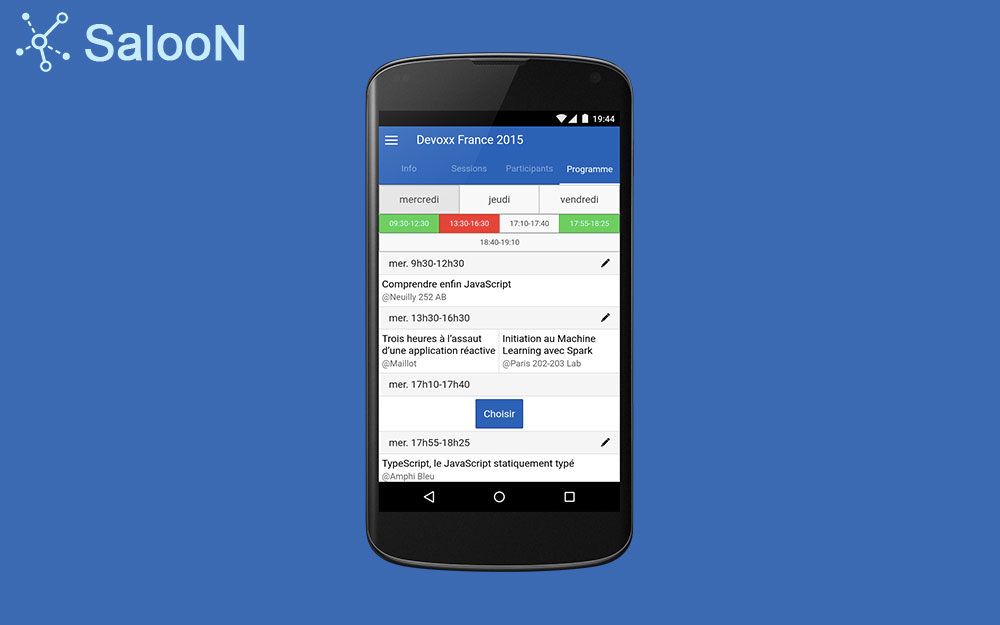 SalooN
19:44
Devoxx France 2015
Info Sessions Participants Programme
mercredi jeudi vendredi
09:30-12:30 13:30-16:30 17:10-17:40 17:55-18:25
18:40-19:10
mer. 9h30-12h30
Comprendre enfin JavaScript
@Neuilly 252 AB
mer. 13h30-16h30
Trois heures à l’assaut
d’une application réactive
@Maillot
Initiation au Machine
Learning avec Spark
@Paris 202-203 Lab
mer. 17h10-17h40
Choisir
mer. 17h55-18h25
TypeScript, le JavaScript statiquement typé
@Amphi Bleu